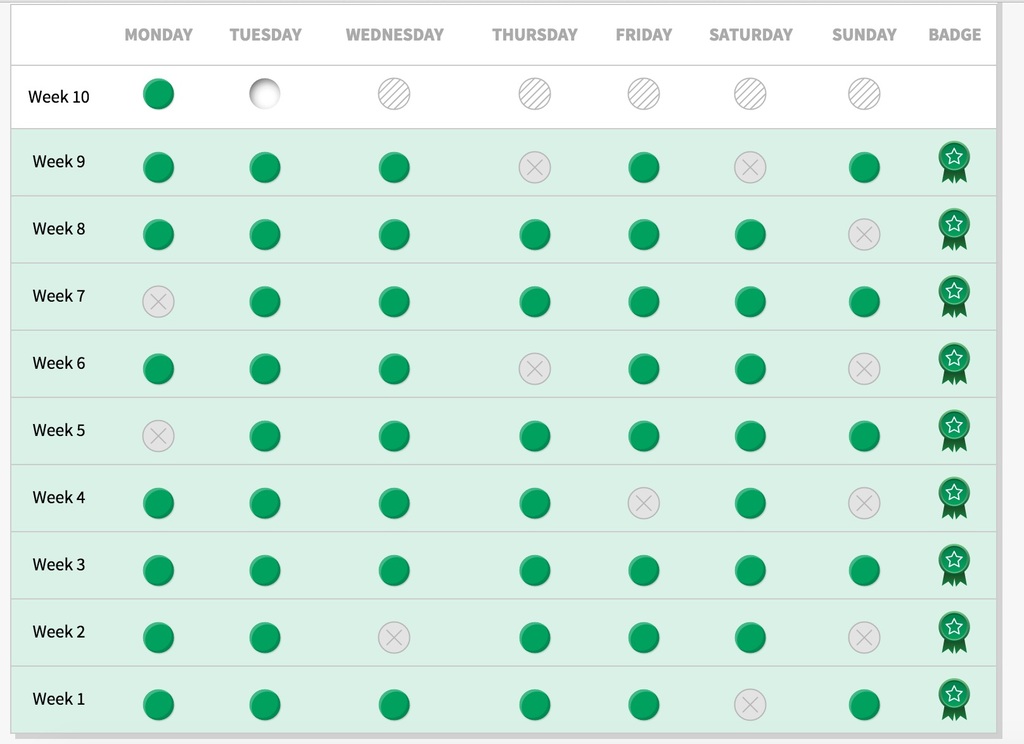 MONDAY TUESDAY WEDNESDAY THURSDAY FRIDAY SATURDAY SUNDAY BADGE
Week 10
Week 9
Week 8
Week 7
Week 6
Week 5
Week 4
Week 3
Week 2
Week 1